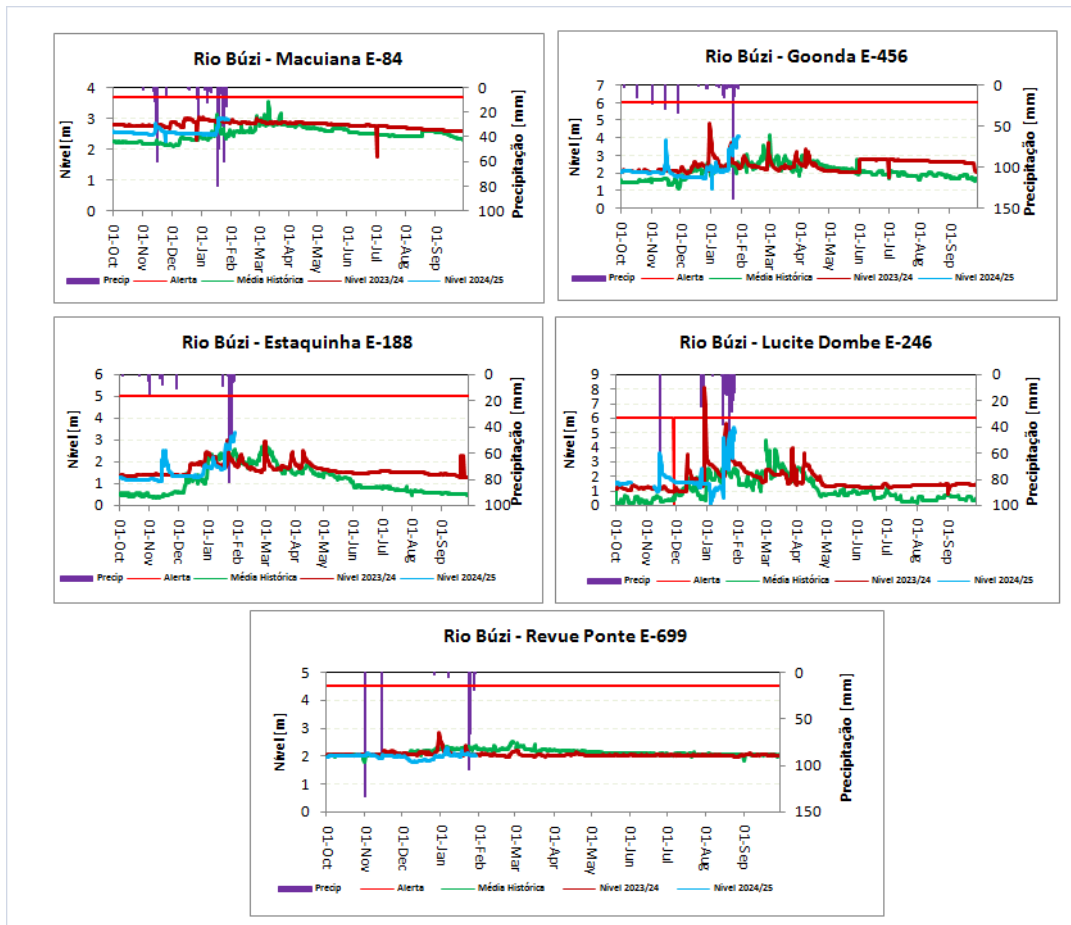 Rio Búzi - Macuiana E-84
Nível [m]
4
3
2
1
0
0
20
40
60
80
100
Precipitação [mm]
01-Oct
01-Nov
01-Dec
01-Jan
01-Feb
01-Mar
01-Apr
01-May
01-Jun
01-Jul
01-Aug
01-Sep
Precip
Alerta
Média Histórica
Nivel 2023/24
Nivel 2024/25
Rio Búzi - Goonda E-456
Nível [m]
7
6
5
4
3
2
1
0
0
50
100
150
Precipitação [mm]
01-Oct
01-Nov
01-Dec
01-Jan
01-Feb
01-Mar
01-Apr
01-May
01-Jun
01-Jul
01-Aug
01-Sep
Precip
Alerta
Média Histórica
Nivel 2023/24
Nivel 2024/25
Rio Búzi - Estaquinha E-188
Nível [m]
6
5
4
3
2
1
0
0
20
40
60
80
100
Precipitação [mm]
01-Oct
01-Nov
01-Dec
01-Jan
01-Feb
01-Mar
01-Apr
01-May
01-Jun
01-Jul
01-Aug
01-Sep
Precip
Alerta
Média Histórica
Nivel 2023/24
Nivel 2024/25
Rio Búzi - Lucite Dombe E-246
Nível [m]
9
8
7
6
5
4
3
2
1
0
0
20
40
60
80
100
Precipitação [mm]
01-Oct
01-Nov
01-Dec
01-Jan
01-Feb
01-Mar
01-Apr
01-May
01-Jun
01-Jul
01-Aug
01-Sep
Precip
Alerta
Média Histórica
Nivel 2023/24
Nivel 2024/25
Rio Búzi - Revue Ponte E-699
Nível [m]
5
4
3
2
1
0
0
50
100
150
Precipitação [mm]
01-Oct
01-Nov
01-Dec
01-Jan
01-Feb
01-Mar
01-Apr
01-May
01-Jun
01-Jul
01-Aug
01-Sep
Precip
Alerta
Média Histórica
Nivel 2023/24
Nivel 2024/25